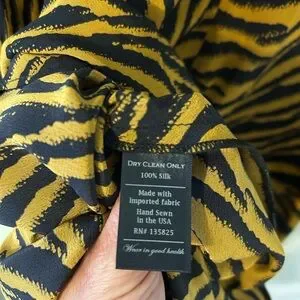 DRY CLEAN ONLY
100% SILK
Made with
imported fabric
Hand Sewn
in the USA
RN# 135825
Wear in good health